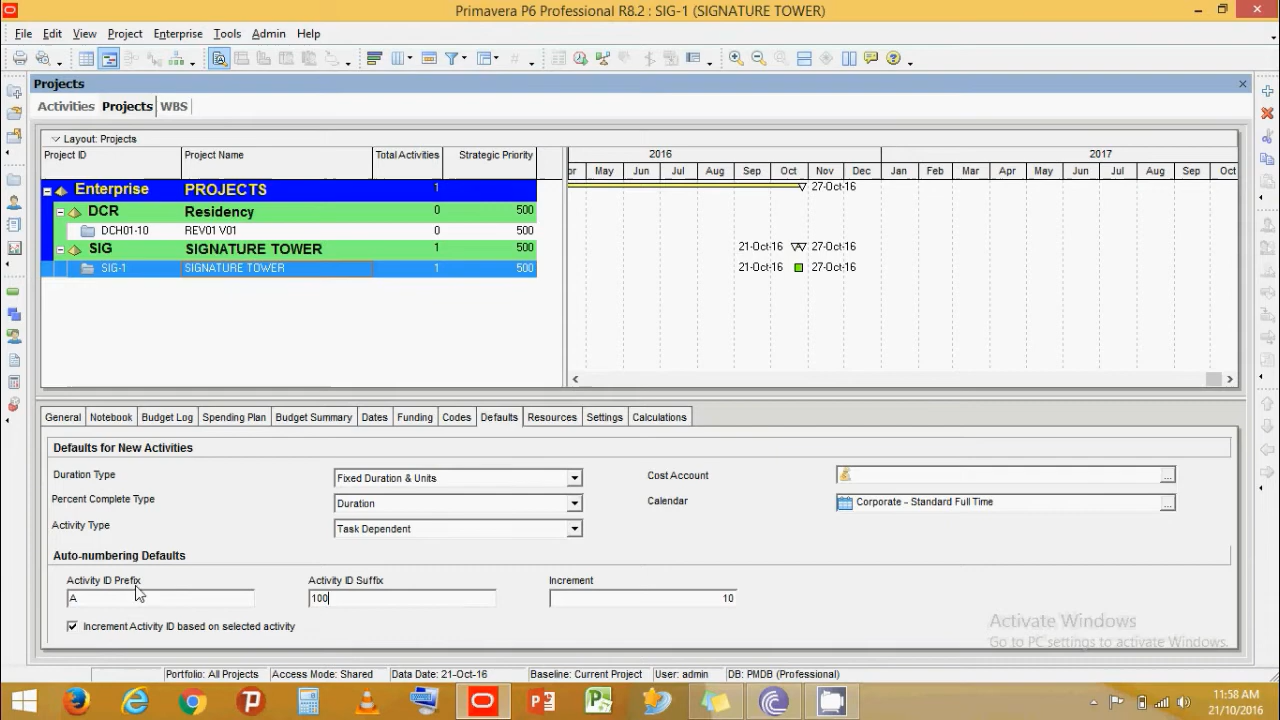 Primavera P6 Professional R8.2 : SIG-1 (SIGNATURE TOWER)
File Edit View Project Enterprise Tools Admin Help
Projects
Activities Projects WBS
Layout: Projects
Project ID Project Name Total Activities Strategic Priority
2016 2017
pr May Jun Jul Aug Sep Oct Nov Dec Jan Feb Mar Apr May Jun Jul Aug Sep Oct
Enterprise PROJECTS 1 27-Oct-16
DCR Residency 0 500
DCH01-10 REV01 V01 0 500
SIG SIGNATURE TOWER 1 500 21-Oct-16 27-Oct-16
SIG-1 SIGNATURE TOWER 1 500 21-Oct-16 27-Oct-16
General Notebook Budget Log Spending Plan Budget Summary Dates Funding Codes Defaults Resources Settings Calculations
Defaults for New Activities
Duration Type Fixed Duration & Units Cost Account
Percent Complete Type Duration Calendar Corporate - Standard Full Time
Activity Type Task Dependent
Auto-numbering Defaults
Activity ID Prefix Activity ID Suffix Increment
A 100 10
Increment Activity ID based on selected activity
Activate Windows
Go to PC settings to activate Windows.
Portfolio: All Projects Access Mode: Shared Data Date: 21-Oct-16 Baseline: Current Project User: admin DB: PMDB (Professional)
11:58 AM
21/10/2016